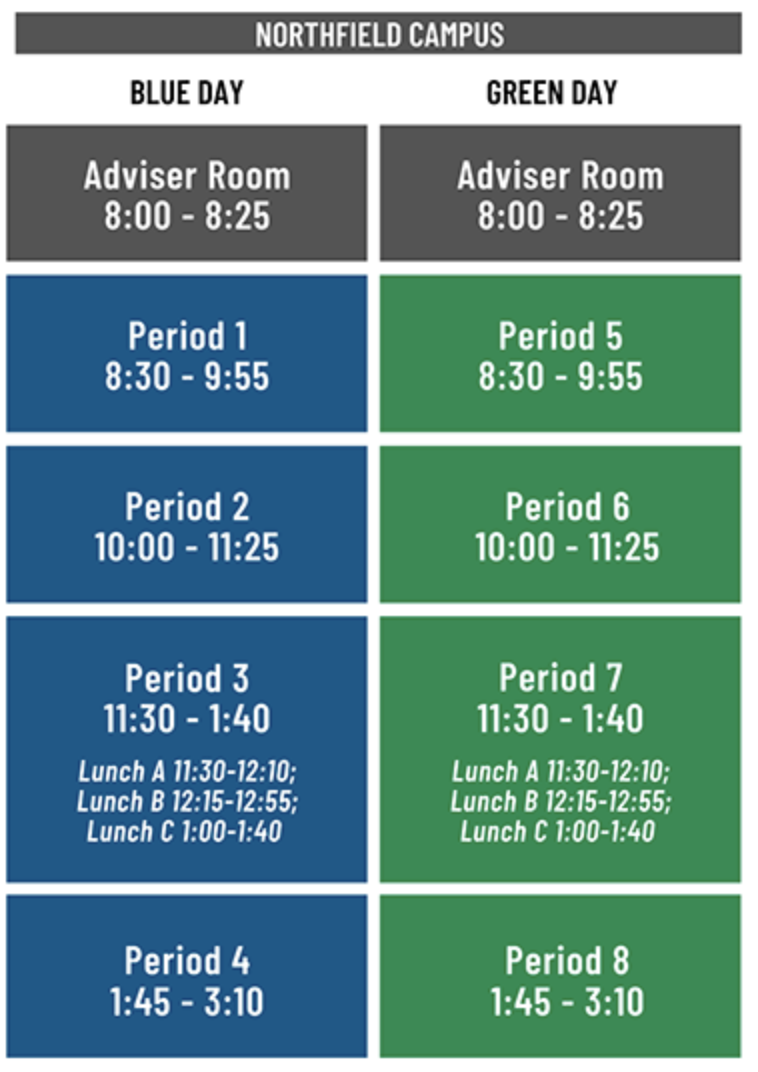 NORTHFIELD CAMPUS
BLUE DAY
GREEN DAY
Adviser Room
8:00 - 8:25
Adviser Room
8:00 - 8:25
Period 1
8:30 - 9:55
Period 5
8:30 - 9:55
Period 2
10:00 - 11:25
Period 6
10:00 - 11:25
Period 3
11:30 - 1:40
Lunch A 11:30-12:10;
Lunch B 12:15-12:55;
Lunch C 1:00-1:40
Period 7
11:30 - 1:40
Lunch A 11:30-12:10;
Lunch B 12:15-12:55;
Lunch C 1:00-1:40
Period 4
1:45 - 3:10
Period 8
1:45 - 3:10